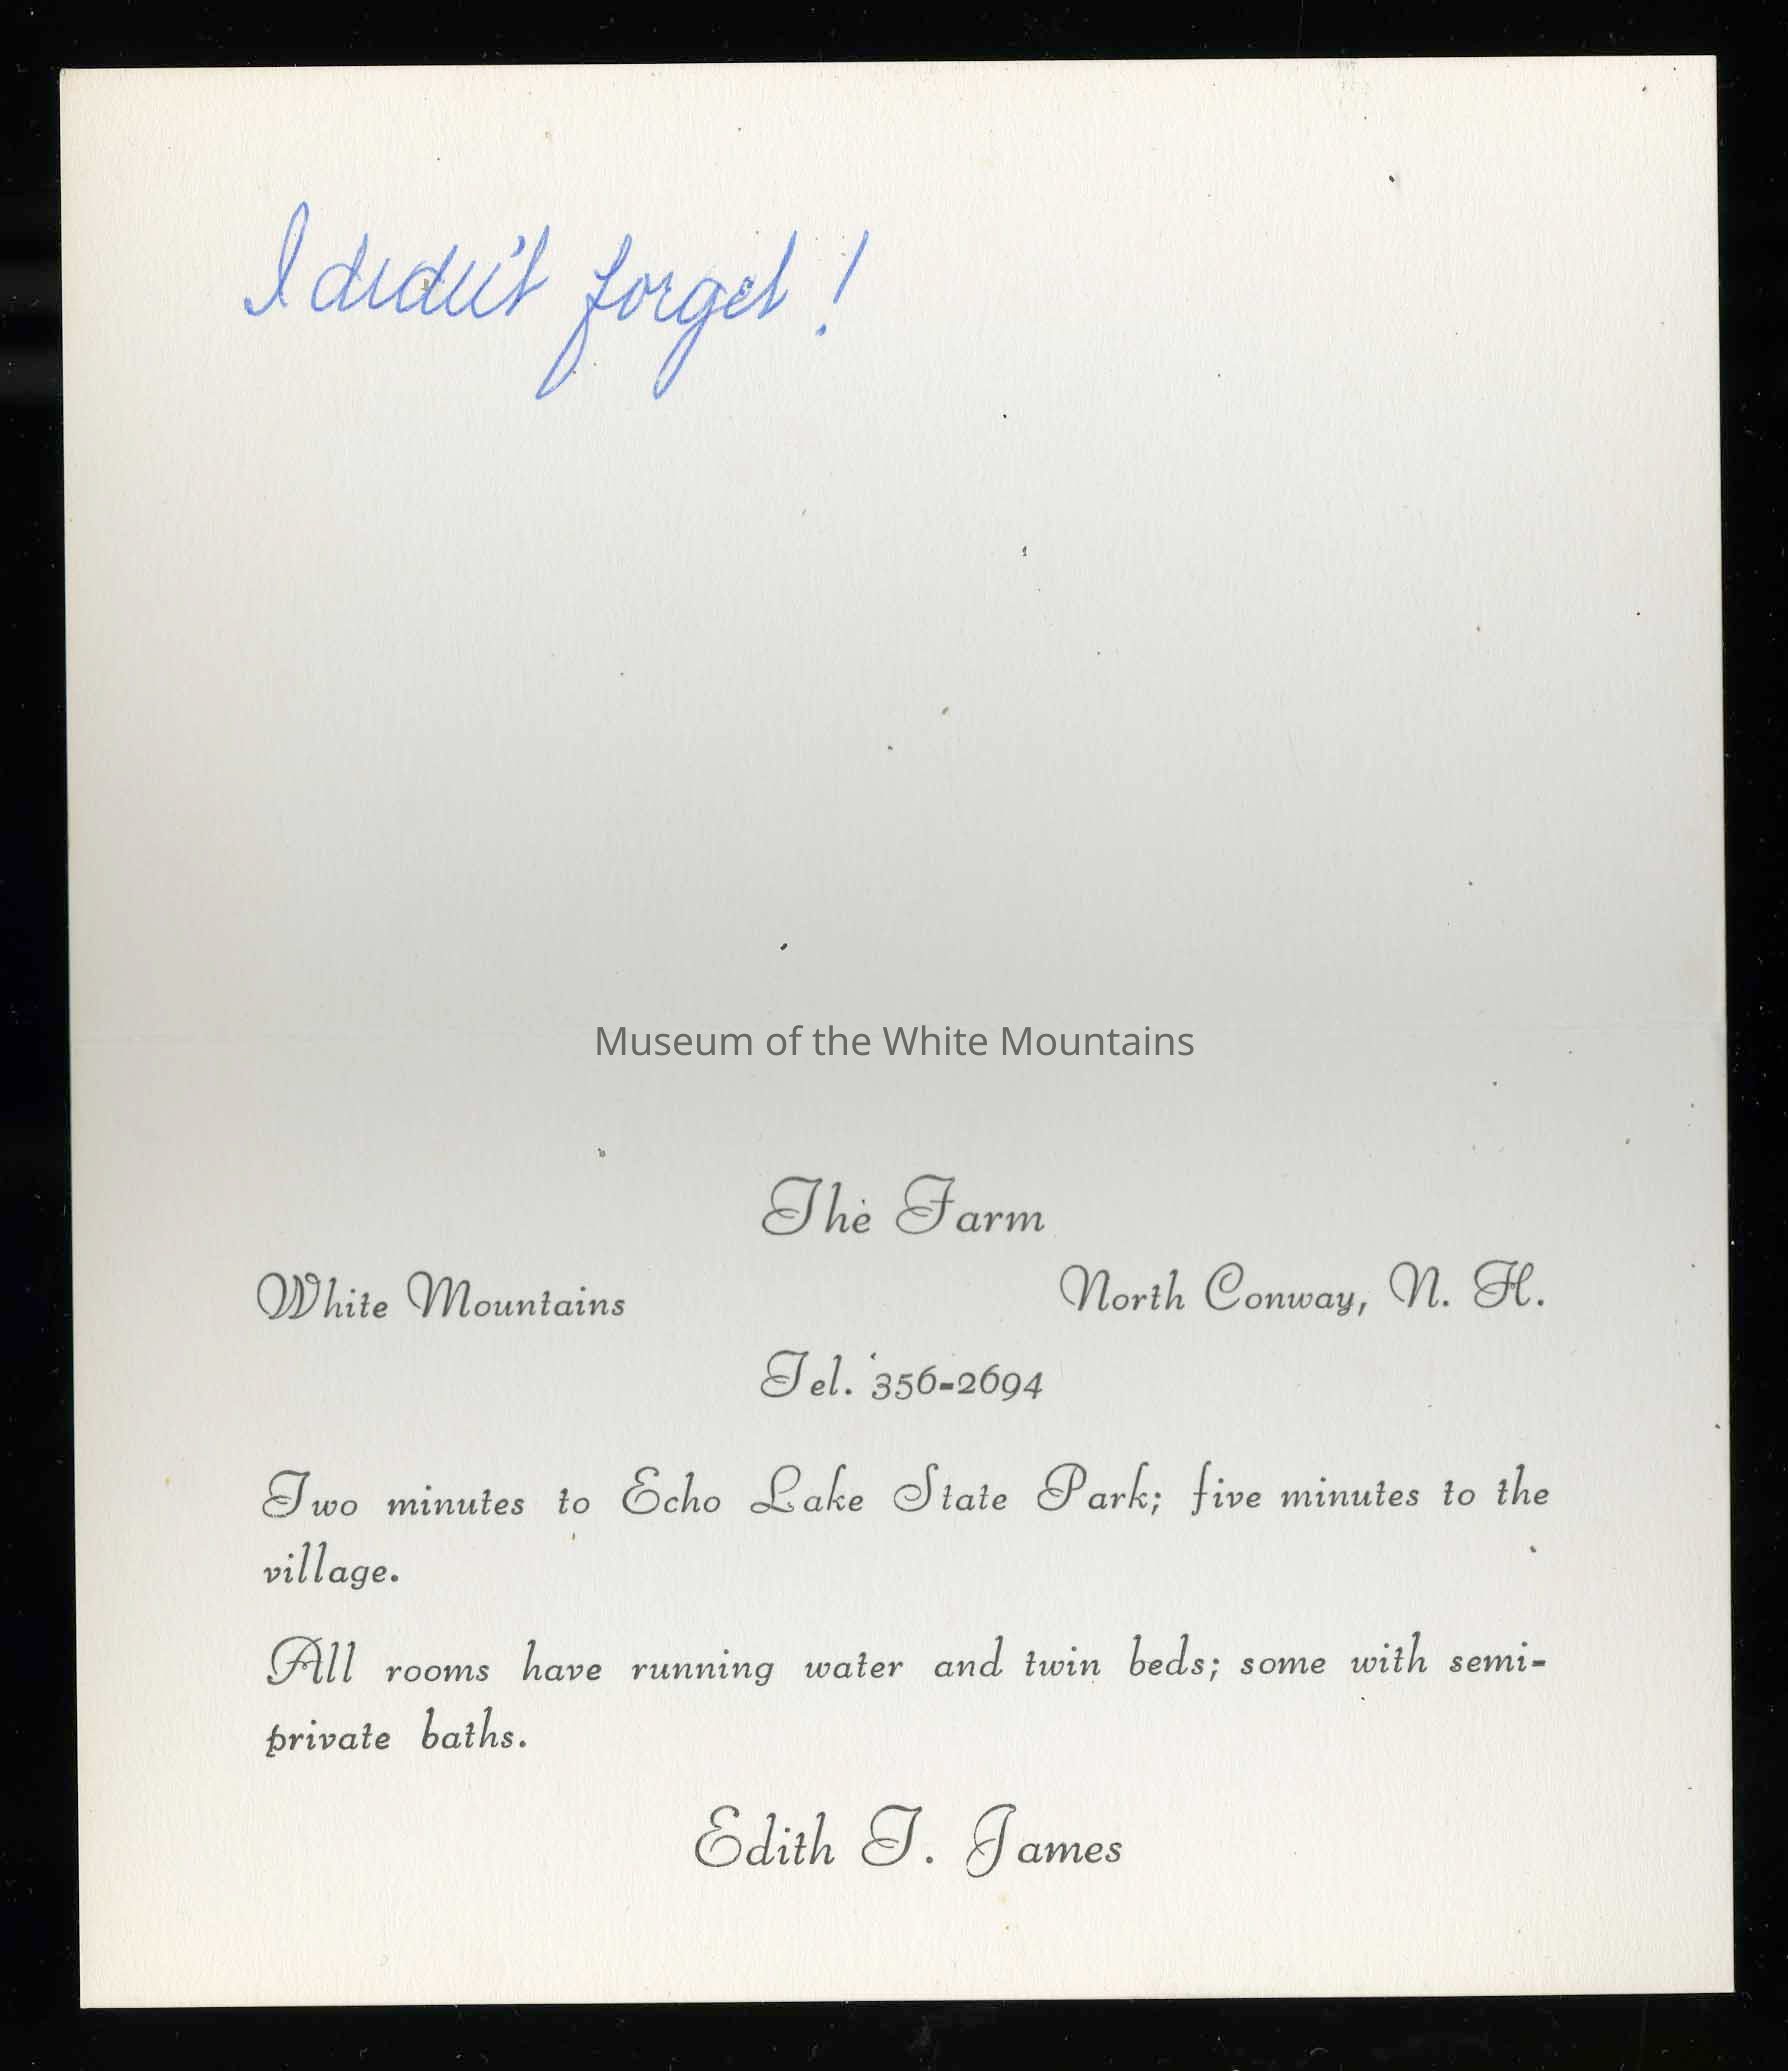 I didn't forget!
Museum of the White Mountains
The Farm
White Mountains North Conway, N. H.
Tel. 356-2694
Two minutes to Echo Lake State Park; five minutes to the
village.
All rooms have running water and twin beds; some with semi-
private baths.
Edith T. James